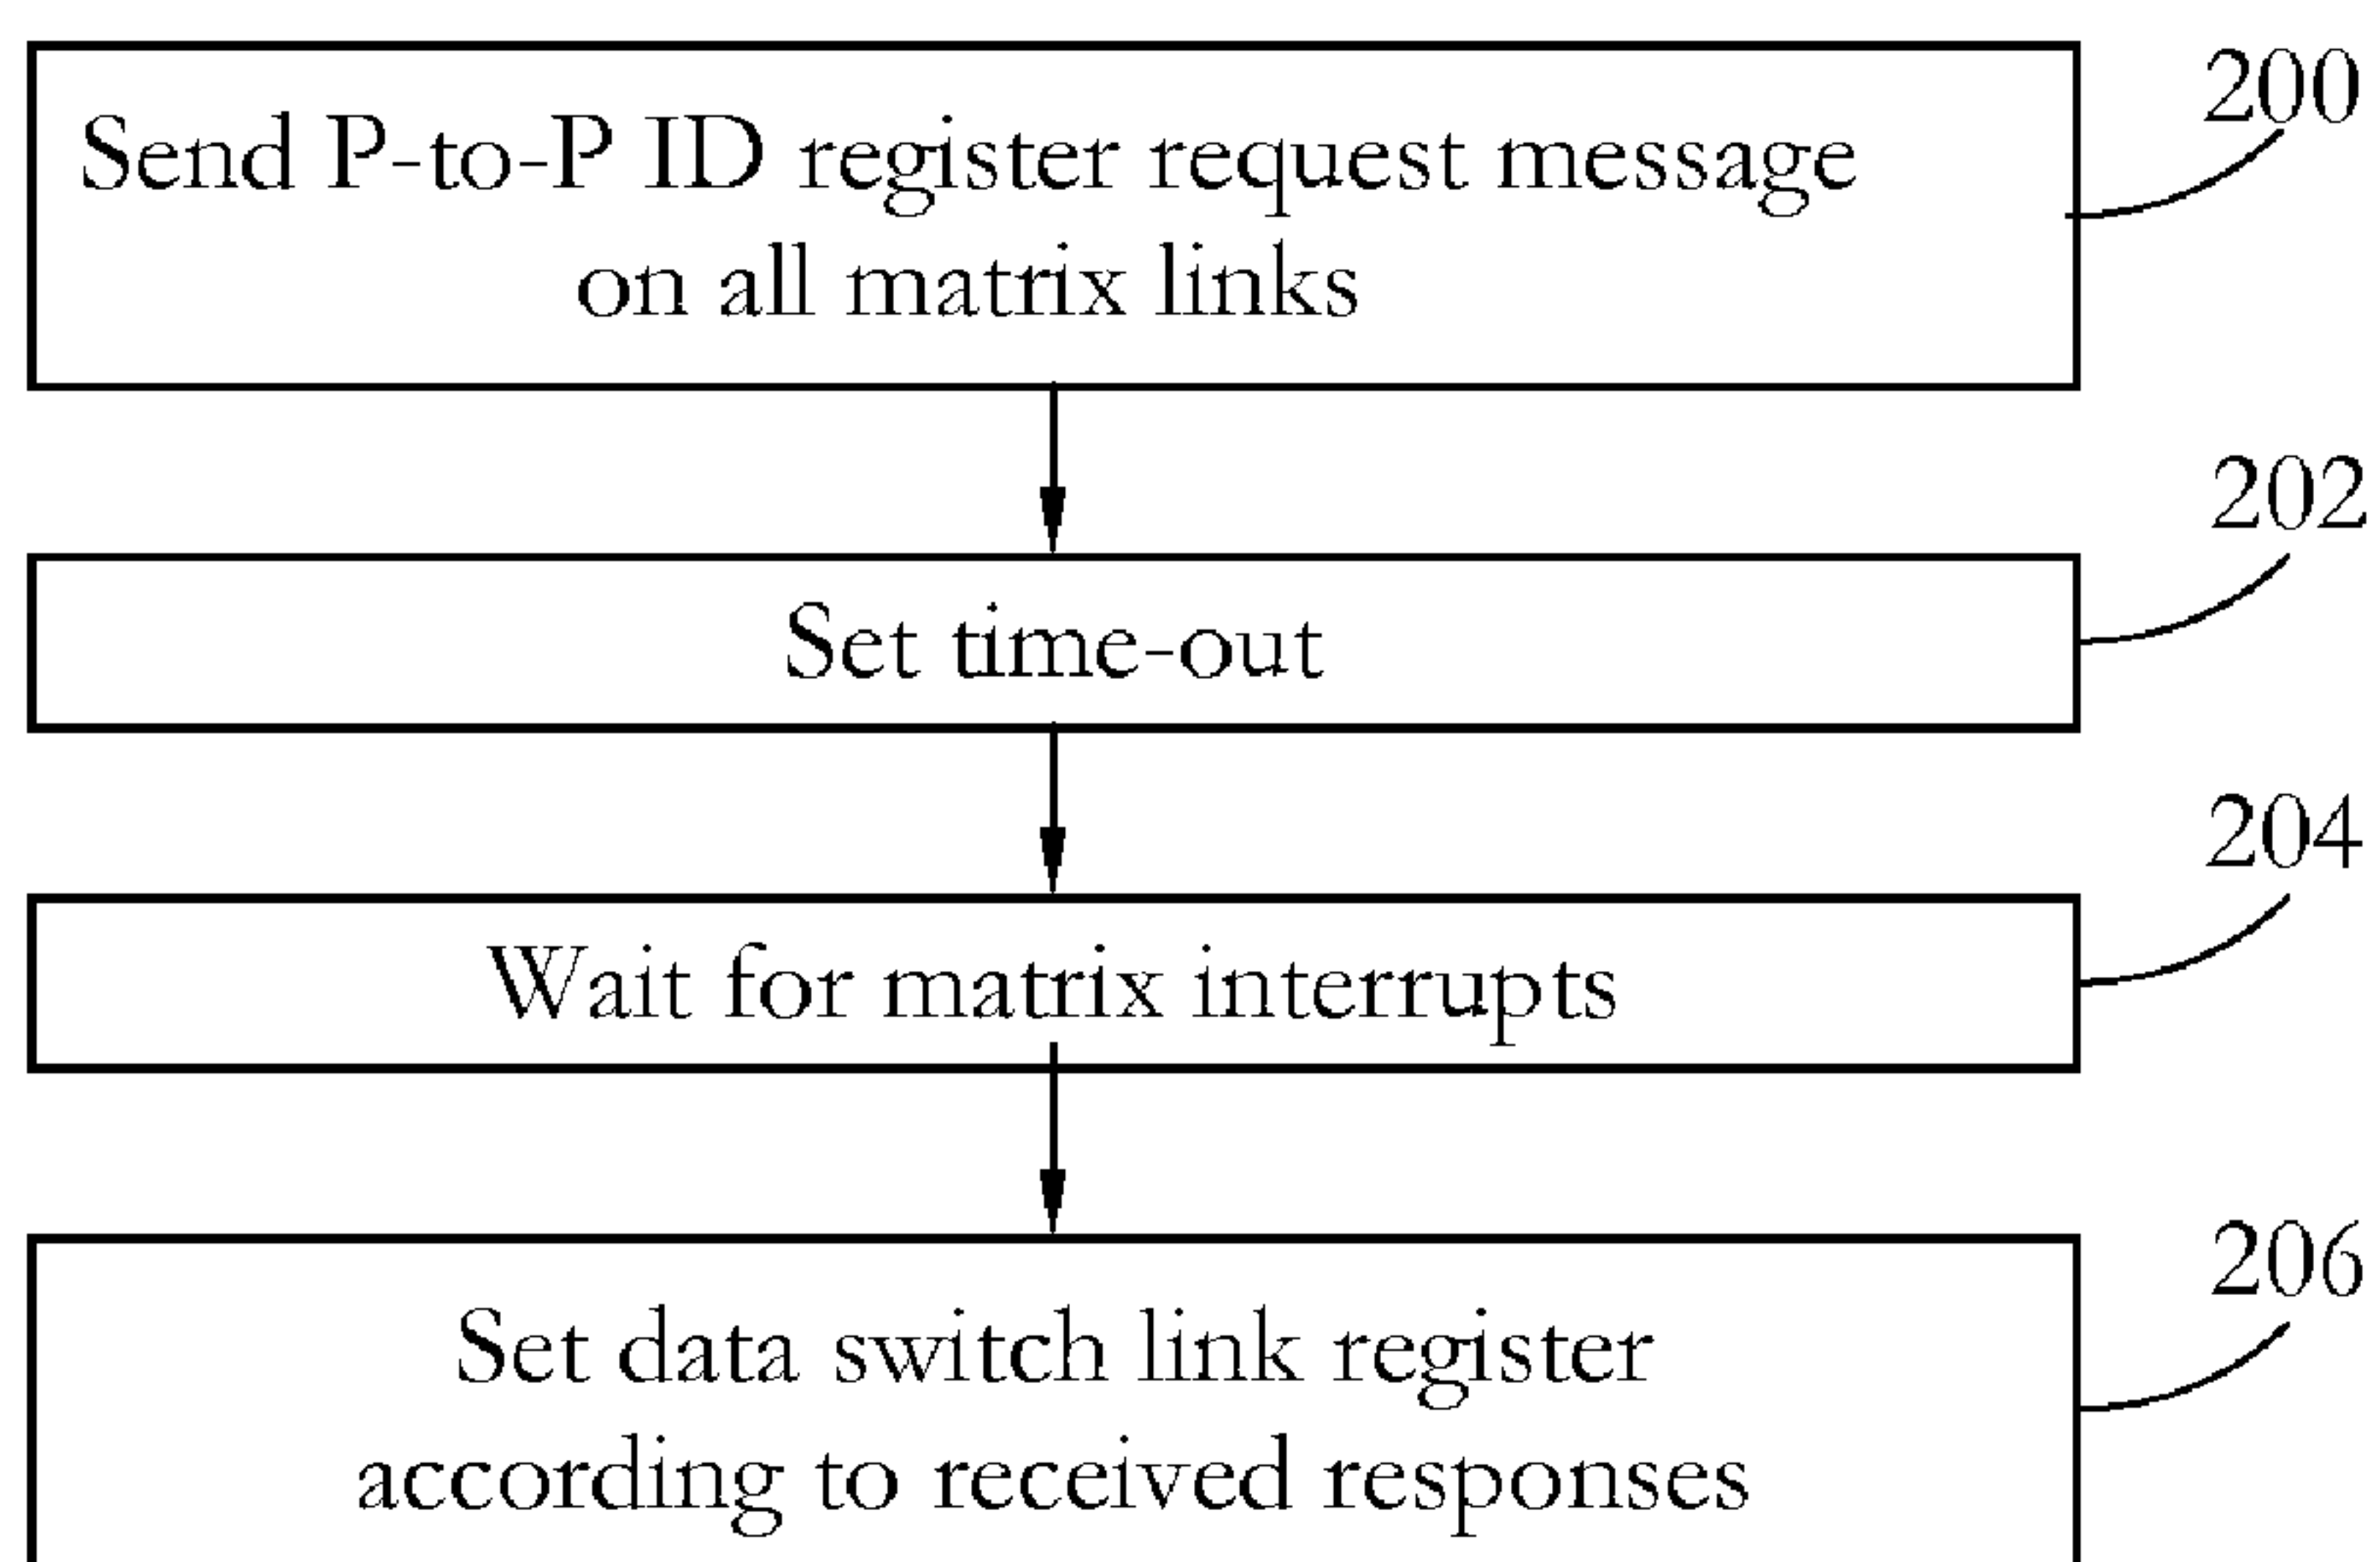 200
Send P-to-P ID register request message
on all matrix links
202
Set time-out
204
Wait for matrix interrupts
206
Set data switch link register
according to received responses